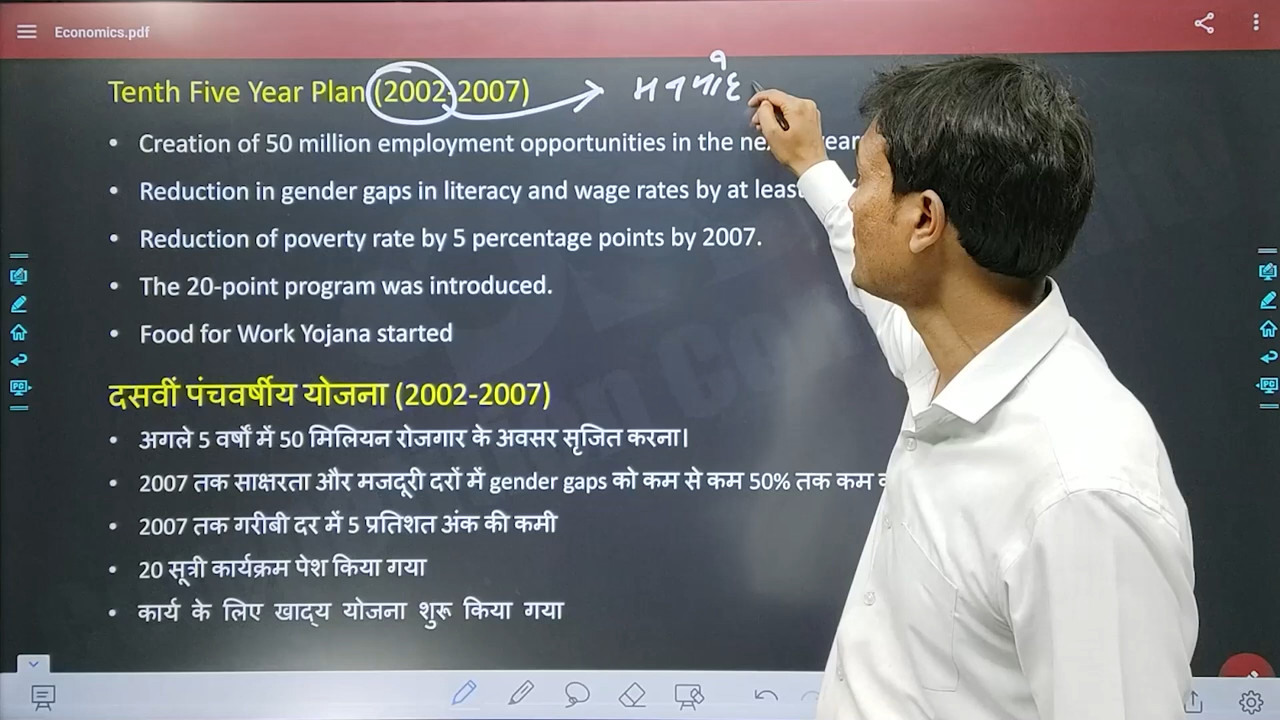 Economics.pdf
Tenth Five Year Plan (2002-2007) मनमोह
• Creation of 50 million employment opportunities in the
• Reduction in gender gaps in literacy and wage rates by at least
• Reduction of poverty rate by 5 percentage points by 2007.
• The 20-point program was introduced.
• Food for Work Yojana started
दसवीं पंचवर्षीय योजना (2002-2007)
• अगले 5 वर्षों में 50 मिलियन रोजगार के अवसर सृजित करना।
• 2007 तक साक्षरता और मजदूरी दरों में gender gaps को कम से कम 50% तक कम
• 2007 तक गरीबी दर में 5 प्रतिशत अंक की कमी
• 20 सूत्री कार्यक्रम पेश किया गया
• कार्य के लिए खाद्य योजना शुरू किया गया